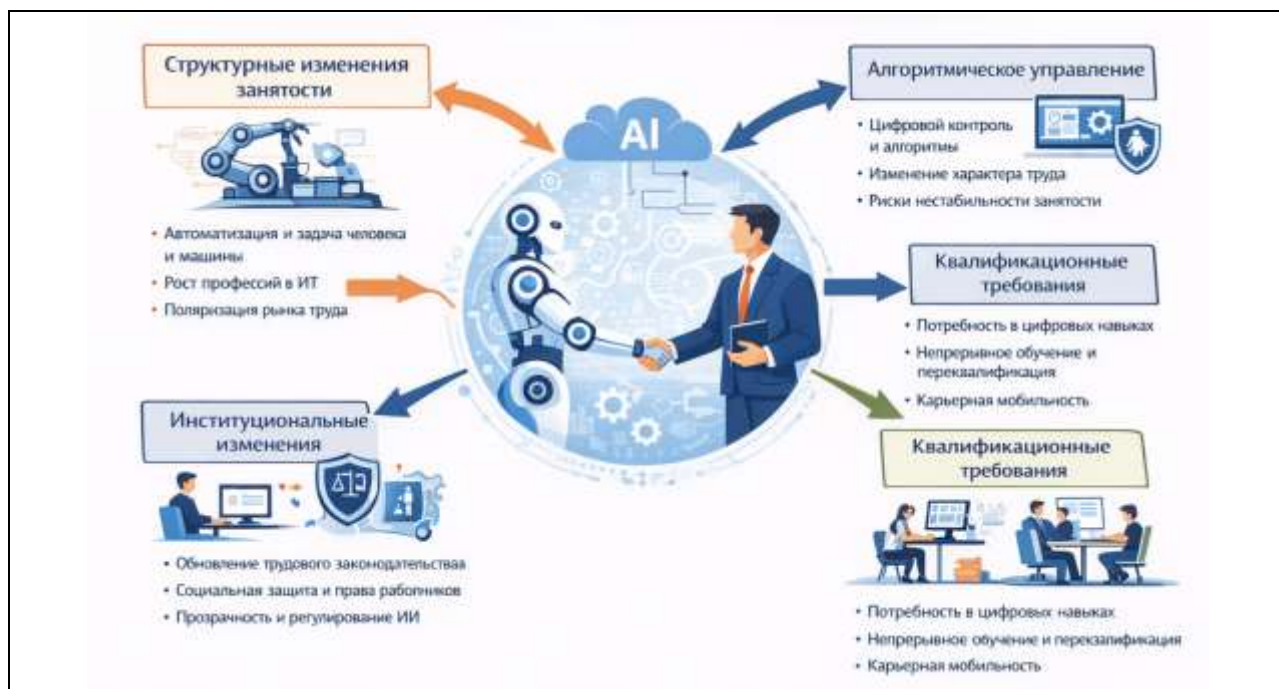 Структурные изменения
занятости
• Автоматизация и задача человека
и машины
• Рост профессий в ИТ
• Поляризация рынка труда
Институциональные
изменения
• Обновление трудового законодательстваа
• Социальная защита и права работников
• Прозрачность и регулирование ИИ
AI
Алгоритмическое управление
• Цифровой контроль
и алгоритмы
• Изменение характера труда
• Риски нестабильности занятости
Квалификационные
требования
• Потребность в цифровых навыках
• Непрерывное обучение и
переквалификация
• Карьерная мобильность
Квалификационные
требования
• Потребность в цифровых навыках
• Непрерывное обучение и переквалификация
• Карьерная мобильность